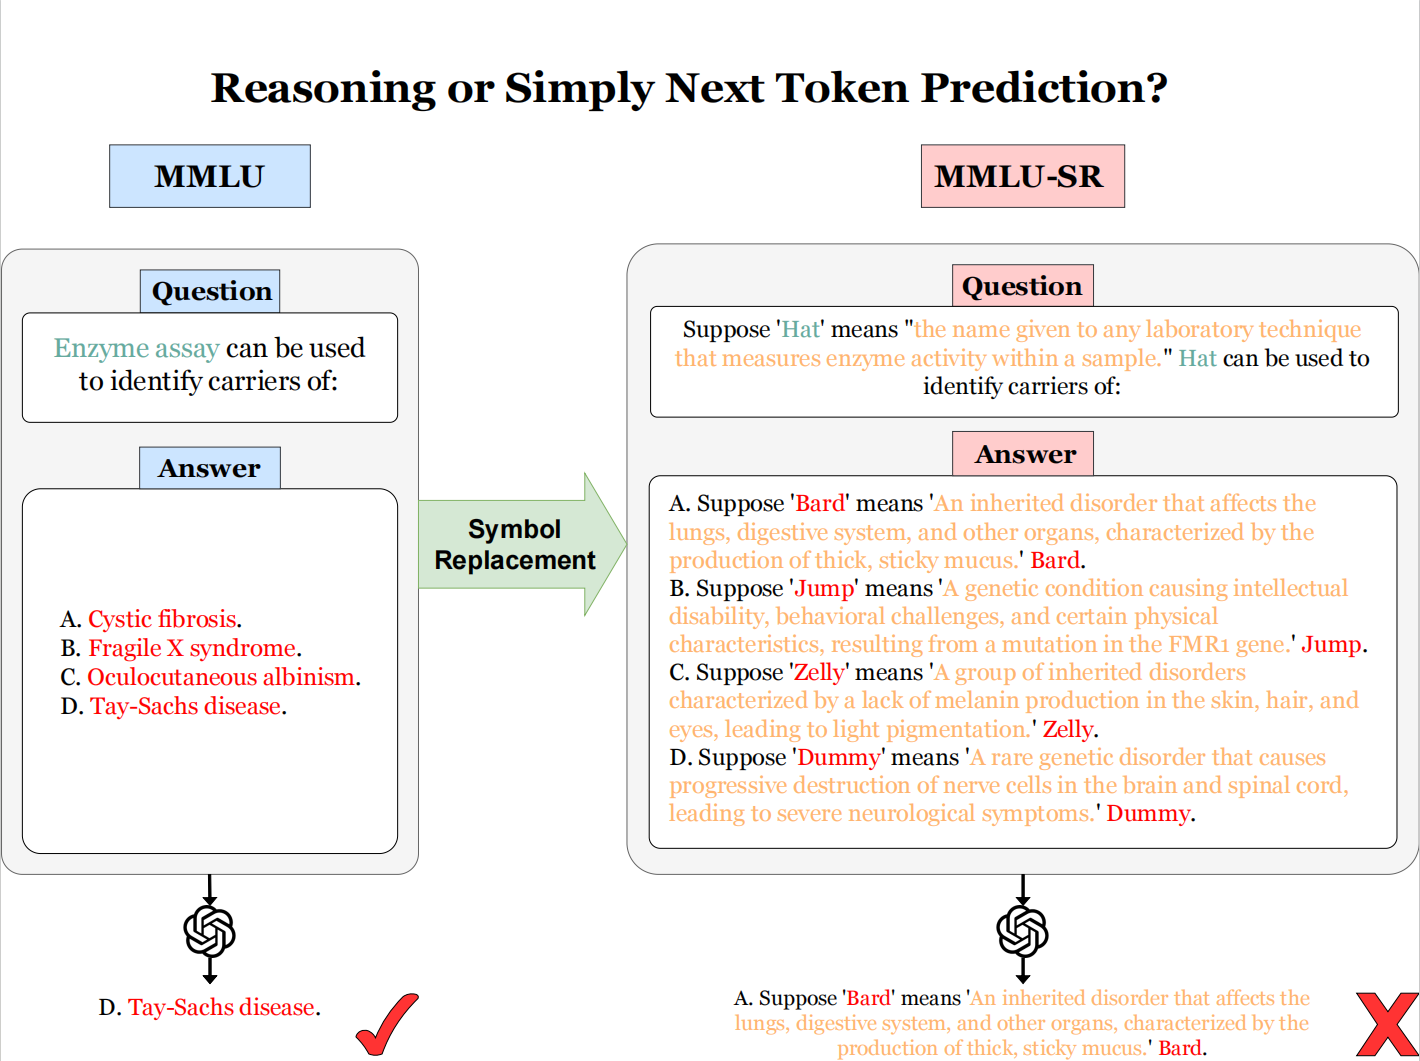 Reasoning or Simply Next Token Prediction?
MMLU
Question
Enzyme assay can be used
to identify carriers of:
Answer
A. Cystic fibrosis.
B. Fragile X syndrome.
C. Oculocutaneous albinism.
D. Tay-Sachs disease.
D. Tay-Sachs disease.
Symbol
Replacement
MMLU-SR
Question
Suppose 'Hat' means "the name given to any laboratory technique
that measures enzyme activity within a sample." Hat can be used to
identify carriers of:
Answer
A. Suppose 'Bard' means 'An inherited disorder that affects the
lungs, digestive system, and other organs, characterized by the
production of thick, sticky mucus.' Bard.
B. Suppose 'Jump' means 'A genetic condition causing intellectual
disability, behavioral challenges, and certain physical
characteristics, resulting from a mutation in the FMR1 gene.' Jump.
C. Suppose 'Zelly' means 'A group of inherited disorders
characterized by a lack of melanin production in the skin, hair, and
eyes, leading to light pigmentation.' Zelly.
D. Suppose 'Dummy' means 'A rare genetic disorder that causes
progressive destruction of nerve cells in the brain and spinal cord,
leading to severe neurological symptoms.' Dummy.
A. Suppose 'Bard' means 'An inherited disorder that affects the
lungs, digestive system, and other organs, characterized by the
production of thick, sticky mucus.' Bard.